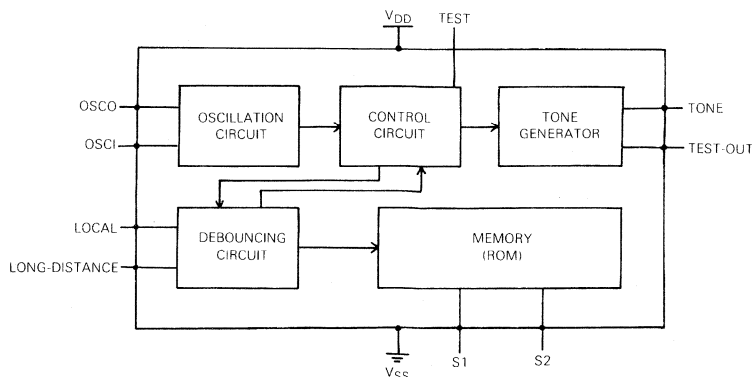 VDD
TEST
OSCO
OSCI
OSCILLATION
CIRCUIT
CONTROL
CIRCUIT
TONE
GENERATOR
TONE
TEST-OUT
LOCAL
LONG-DISTANCE
DEBOUNCING
CIRCUIT
MEMORY
(ROM)
VSS
S1
S2